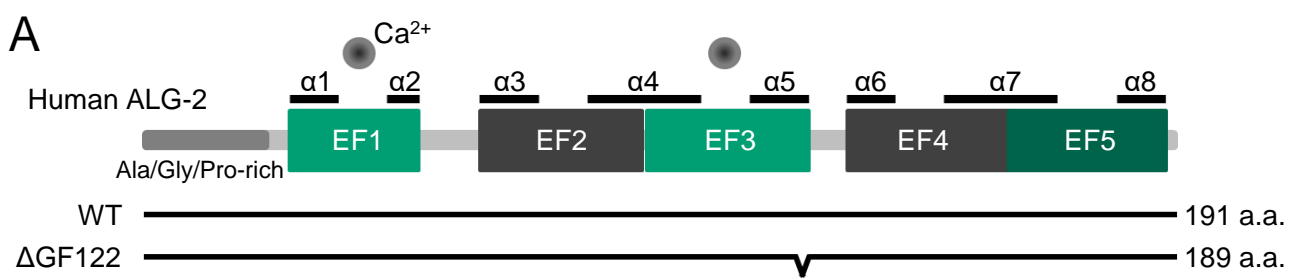 A
Ca²⁺
α1 α2 α3 α4 α5 α6 α7 α8
Human ALG-2
EF1 EF2 EF3 EF4 EF5
Ala/Gly/Pro-rich
WT 191 a.a.
ΔGF122 189 a.a.